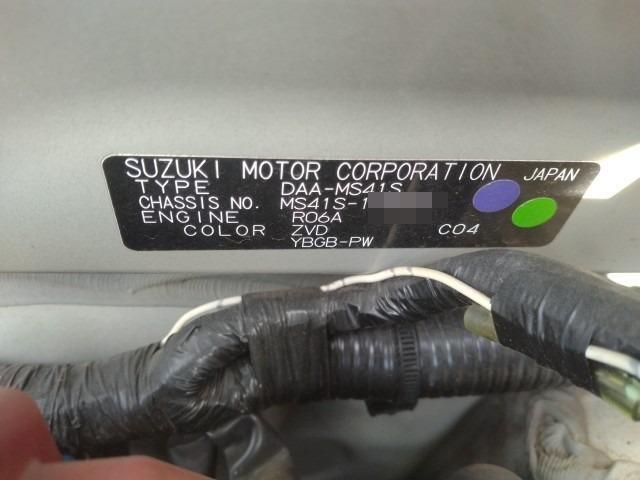 SUZUKI MOTOR CORPORATION JAPAN
TYPE DAA-MS41S
CHASSIS NO. MS41S-1
ENGINE R06A
COLOR ZVD C04
YBGB-PW